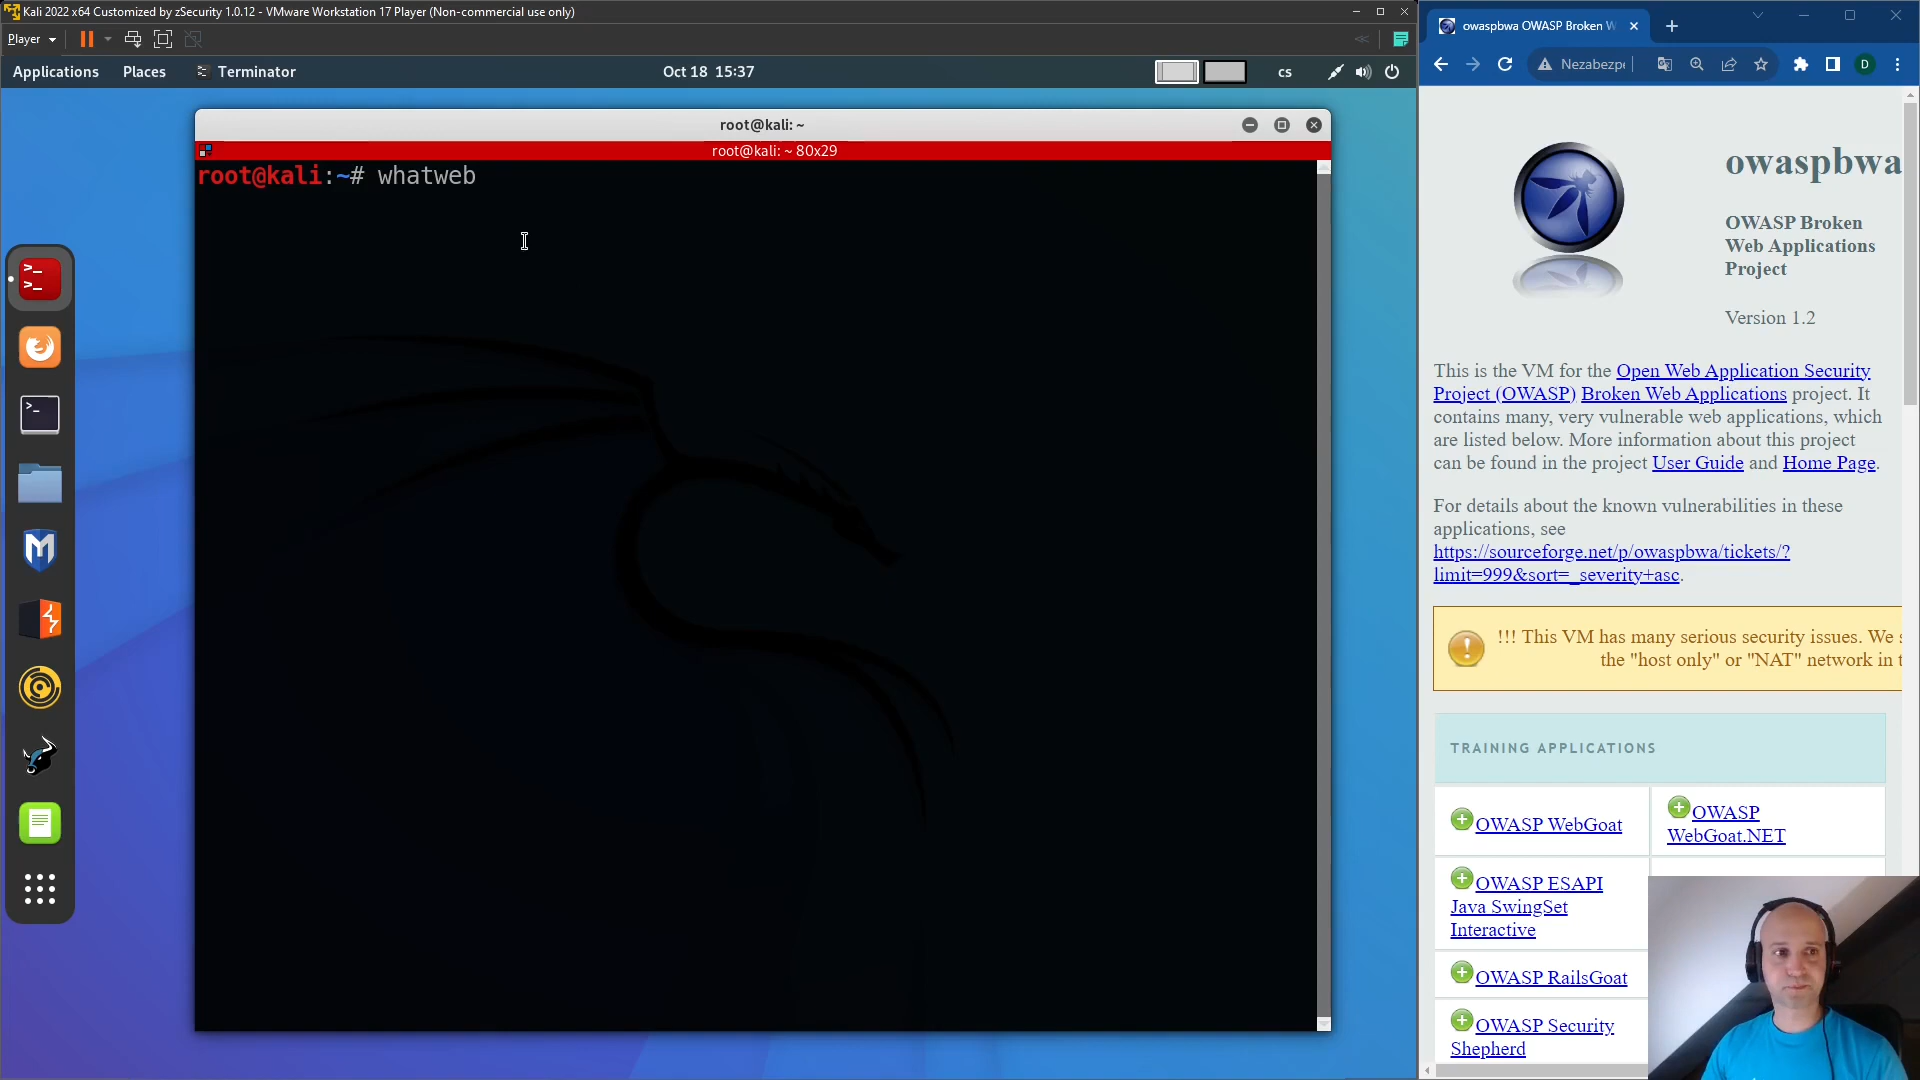 Kali 2022 x64 Customized by zSecurity 1.0.12 - VMware Workstation 17 Player (Non-commercial use only)
Player
Applications
Places
Terminator
Oct 18 15:37
cs
root@kali: ~
root@kali: ~ 80x29
root@kali:~# whatweb
owaspbwa OWASP Broken W
Nezabezpe
D
owaspbwa
OWASP Broken
Web Applications
Project
Version 1.2
This is the VM for the Open Web Application Security
Project (OWASP) Broken Web Applications project. It
contains many, very vulnerable web applications, which
are listed below. More information about this project
can be found in the project User Guide and Home Page.
For details about the known vulnerabilities in these
applications, see
https://sourceforge.net/p/owaspbwa/tickets/?
limit=999&sort=_severity+asc.
!!! This VM has many serious security issues. We s
the "host only" or "NAT" network in t
TRAINING APPLICATIONS
OWASP WebGoat
OWASP
WebGoat.NET
OWASP ESAPI
Java SwingSet
Interactive
OWASP RailsGoat
OWASP Security
Shepherd